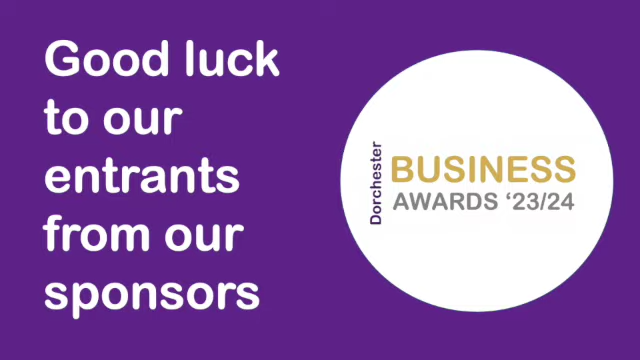 Good luck
to our
entrants
from our
sponsors
Dorchester
BUSINESS
AWARDS ‘23/24